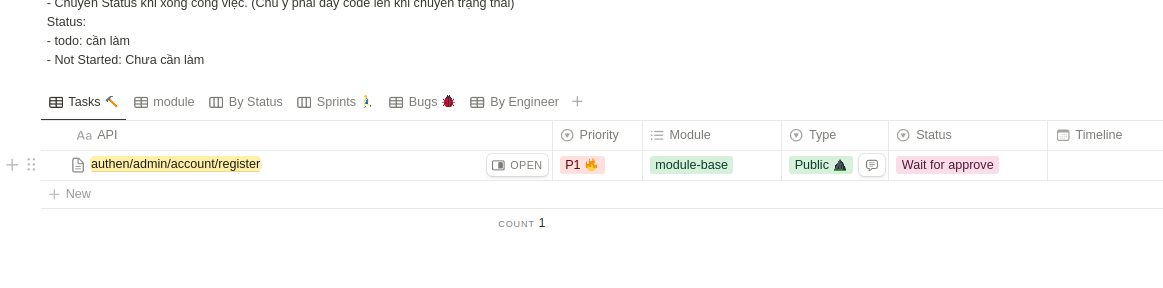 - Chuyển Status khi xong công việc. (Chú ý phải đẩy code lên khi chuyển trạng thái)
Status:
- todo: cần làm
- Not Started: Chưa cần làm
Tasks module By Status Sprints Bugs By Engineer
Aa API Priority Module Type Status Timeline
authen/admin/account/register OPEN P1 module-base Public Wait for approve
New
COUNT 1